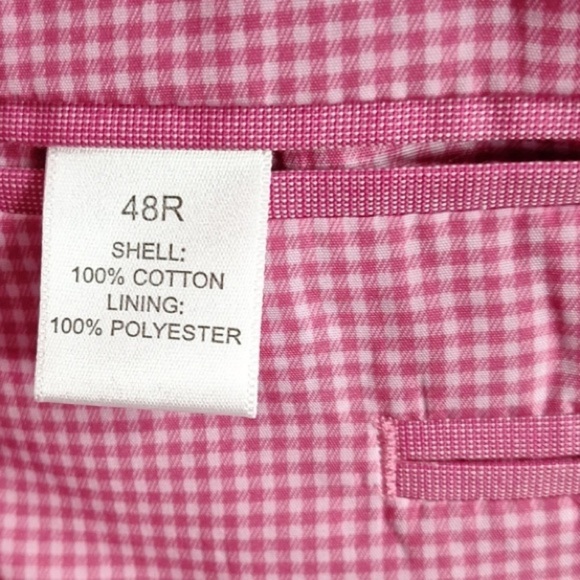 48R
SHELL:
100% COTTON
LINING:
100% POLYESTER